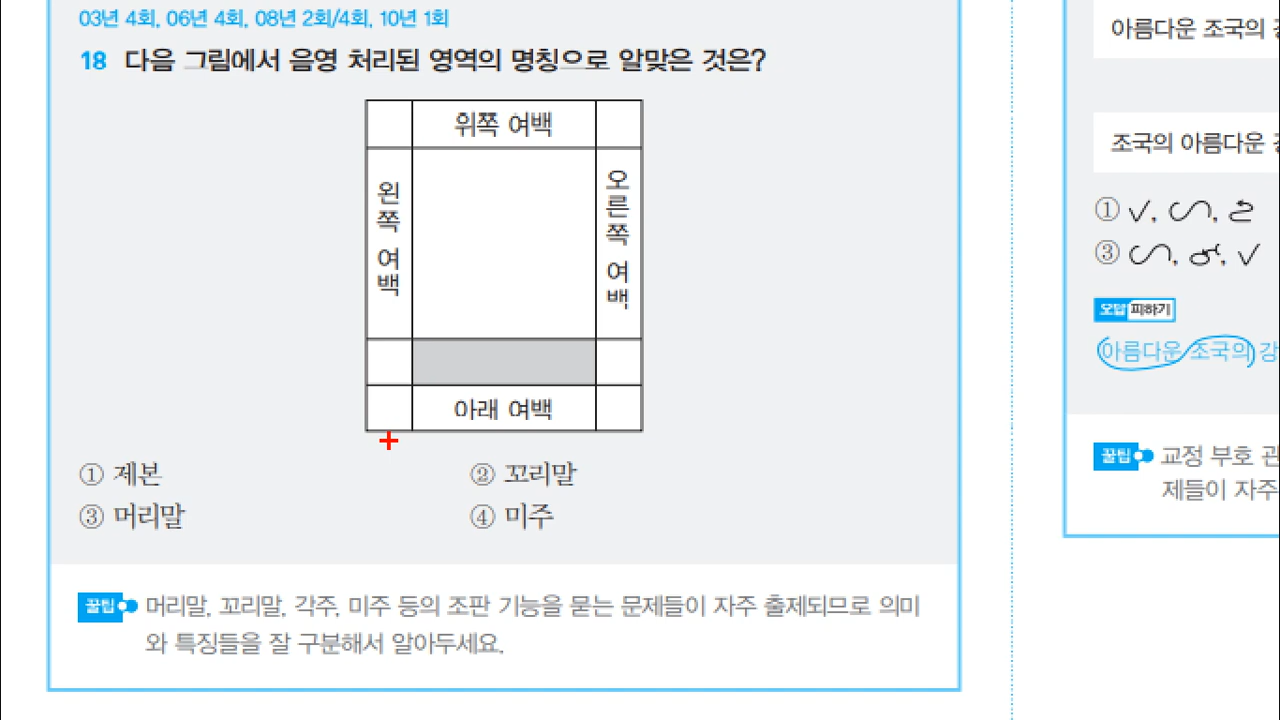 03년 4회, 06년 4회, 08년 2회/4회, 10년 1회
18 다음 그림에서 음영 처리된 영역의 명칭으로 알맞은 것은?
위쪽 여백
왼쪽 여백
오른쪽 여백
아래 여백
① 제본
② 꼬리말
③ 머리말
④ 미주
꿀팁 머리말, 꼬리말, 각주, 미주 등의 조판 기능을 묻는 문제들이 자주 출제되므로 의미
와 특징들을 잘 구분해서 알아두세요.
아름다운 조국의
조국의 아름다운
①
③
오답 피하기
아름다운 조국의 강
꿀팁 교정 부호 관
제들이 자주